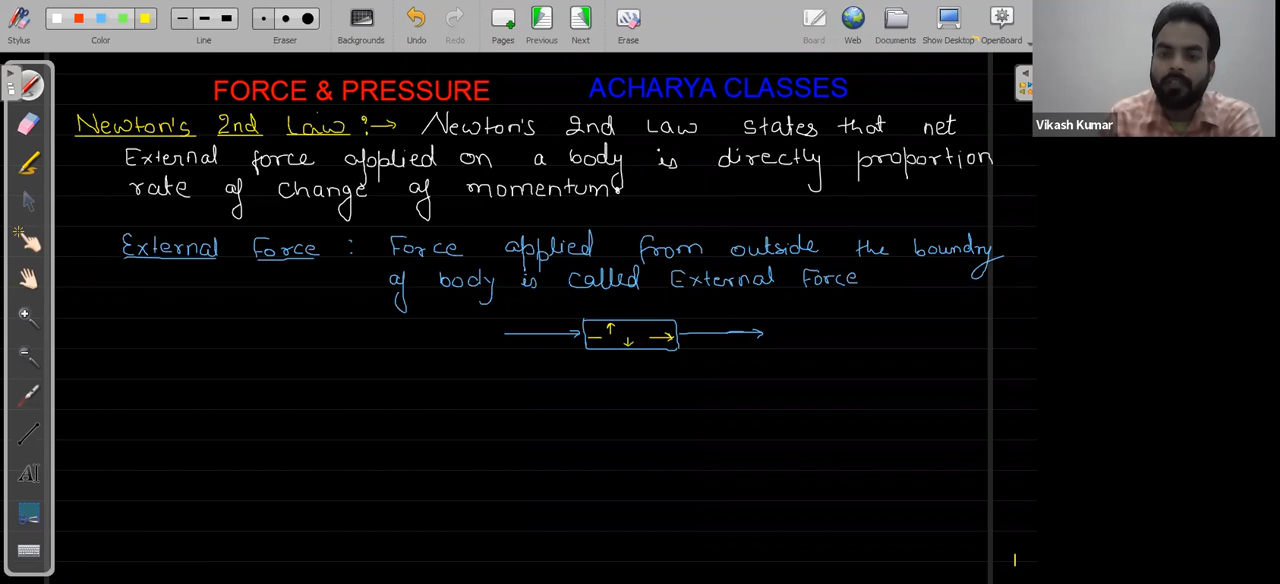 Stylus
Color
Line
Eraser
Backgrounds
Undo
Redo
Pages
Previous
Next
Erase
Board
Web
Documents
Show Desktop
OpenBoard
Vikash Kumar
FORCE & PRESSURE ACHARYA CLASSES
Newton's 2nd Law :→ Newton's 2nd Law states that net
External force applied on a body is directly proportion
rate of change of momentum.
External Force : Force applied from outside the boundry
of body is called External Force
AI
1